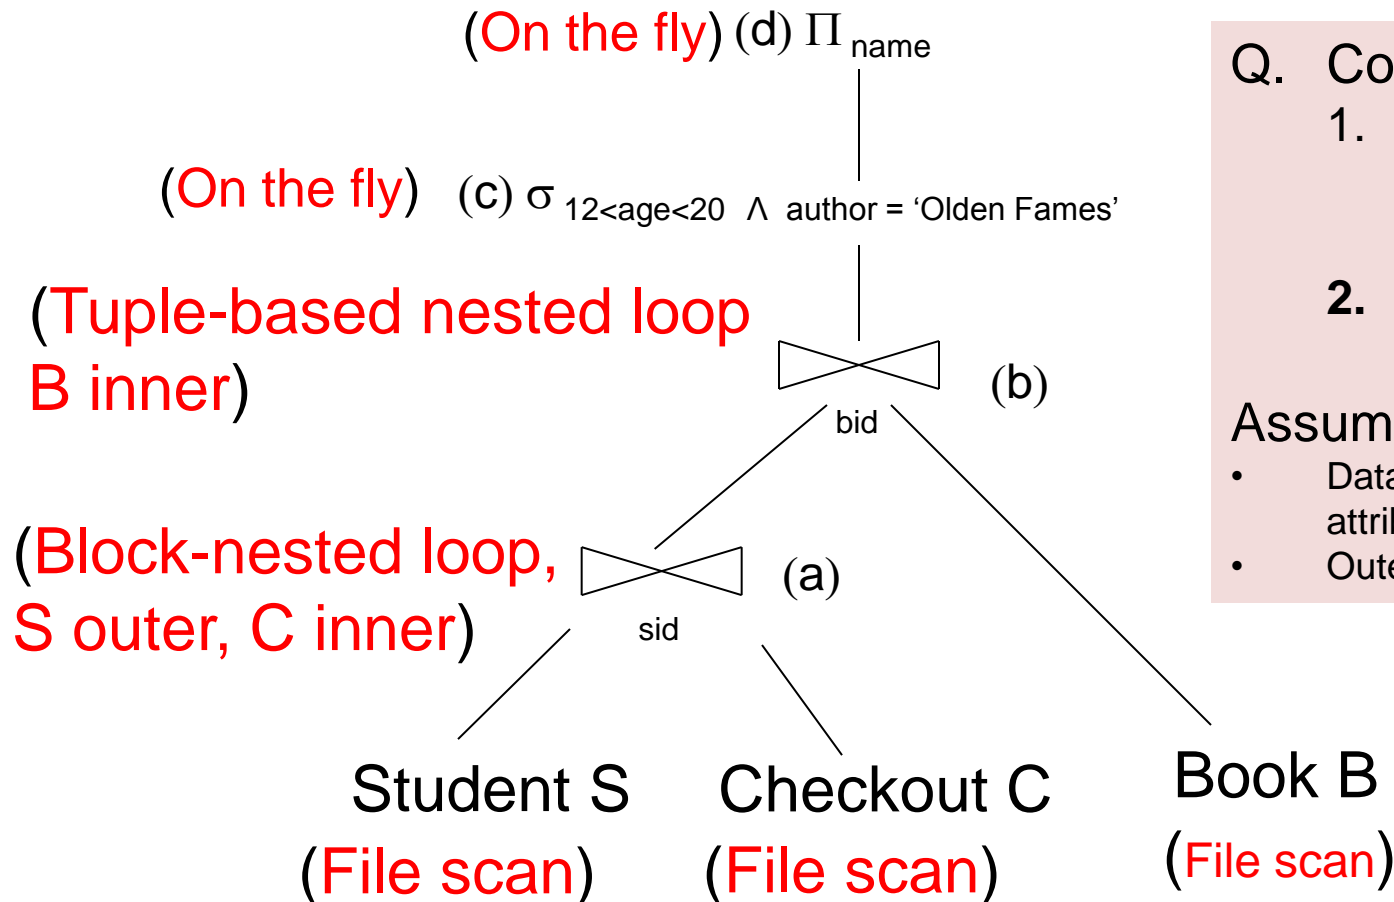 (On the fly) (d) Π name
(On the fly) (c) σ 12<age<20 Λ author = ‘Olden Fames’
(Tuple-based nested loop
B inner)
(b)
bid
(Block-nested loop,
S outer, C inner)
(a)
sid
Student S
(File scan)
Checkout C
(File scan)
Book B
(File scan)
Q.
1.
2.
•
•